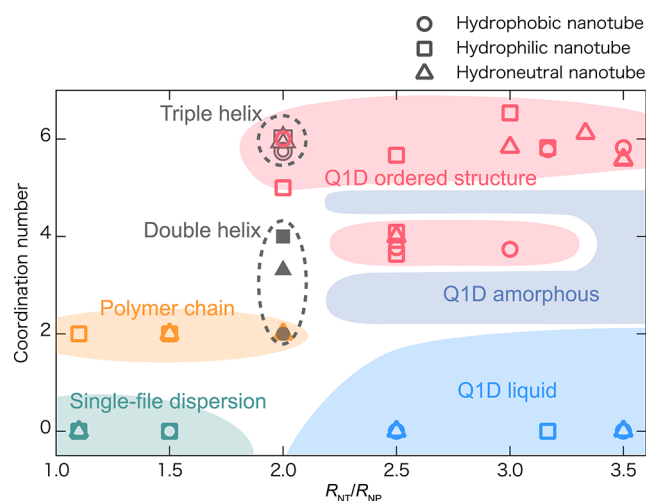 Hydrophobic nanotube
Hydrophilic nanotube
Hydroneutral nanotube
Triple helix
Q1D ordered structure
Double helix
Q1D amorphous
Polymer chain
Q1D liquid
Single-file dispersion
Coordination number
6
4
2
0
1.0 1.5 2.0 2.5 3.0 3.5
R_NT/R_NP